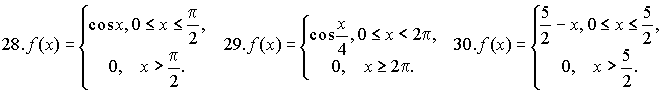 28. f(x) = { cosx, 0 ≤ x ≤ π/2, 0, x > π/2. 29. f(x) = { cos x/4, 0 ≤ x < 2π, 0, x ≥ 2π. 30. f(x) = { 5/2 − x, 0 ≤ x ≤ 5/2, 0, x > 5/2.